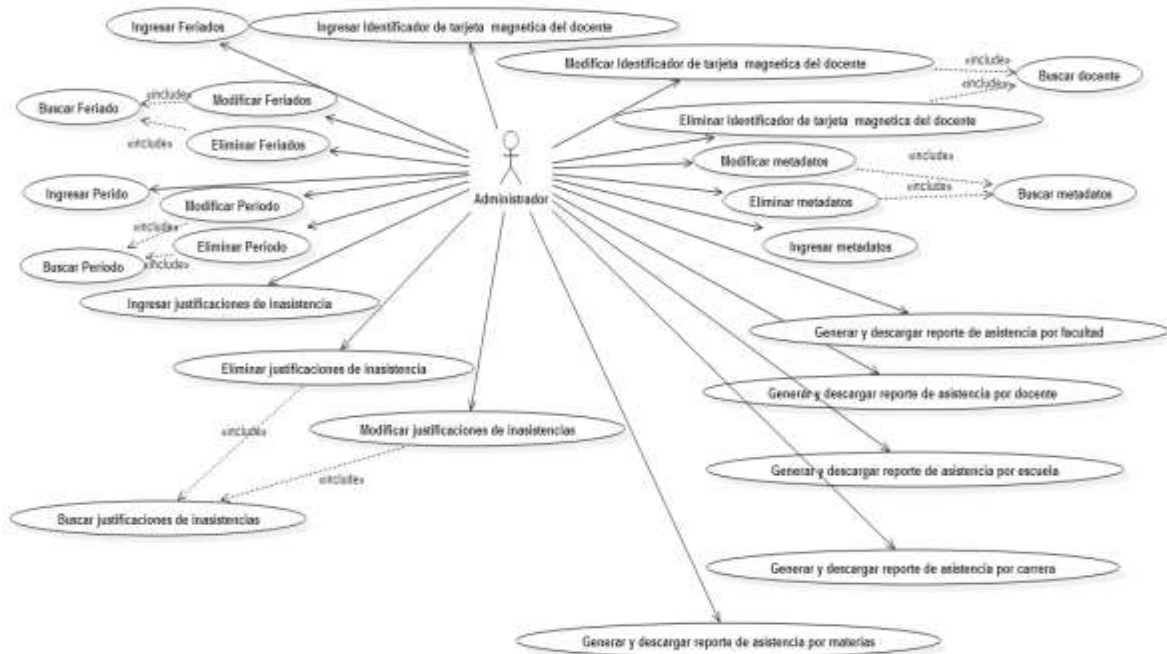 Ingresar Feriados
Ingresar Identificador de tarjeta magnetica del docente
Modificar Identificador de tarjeta magnetica del docente
«include»
Buscar docente
«include»
Buscar Feriado
«include»
Modificar Feriados
Eliminar Identificador de tarjeta magnetica del docente
«include»
Eliminar Feriados
Modificar metadatos
«include»
Ingresar Perido
Administrador
«include»
Buscar metadatos
Modificar Periodo
Eliminar metadatos
«include»
Eliminar Periodo
Ingresar metadatos
Buscar Periodo
«include»
Ingresar justificaciones de inasistencia
Generar y descargar reporte de asistencia por facultad
Eliminar justificaciones de inasistencia
Generar y descargar reporte de asistencia por docente
«include»
Modificar justificaciones de inasistencias
Generar y descargar reporte de asistencia por escuela
«include»
Buscar justificaciones de inasistencias
Generar y descargar reporte de asistencia por carrera
Generar y descargar reporte de asistencia por materias